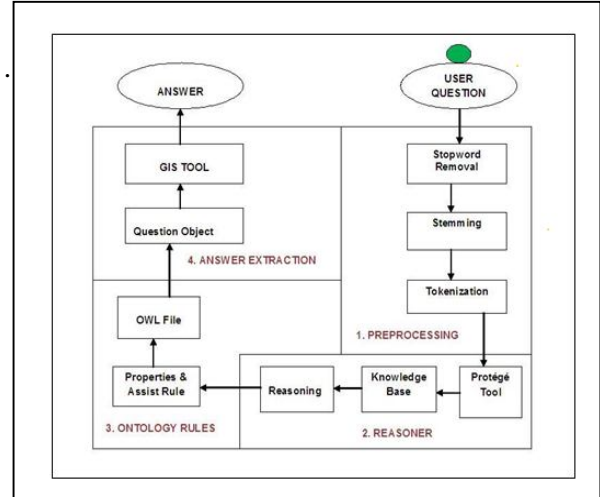 USER
QUESTION
Stopword
Removal
Stemming
Tokenization
1. PREPROCESSING
Protégé
Tool
Knowledge
Base
Reasoning
2. REASONER
Properties &
Assist Rule
OWL File
3. ONTOLOGY RULES
Question Object
GIS TOOL
4. ANSWER EXTRACTION
ANSWER